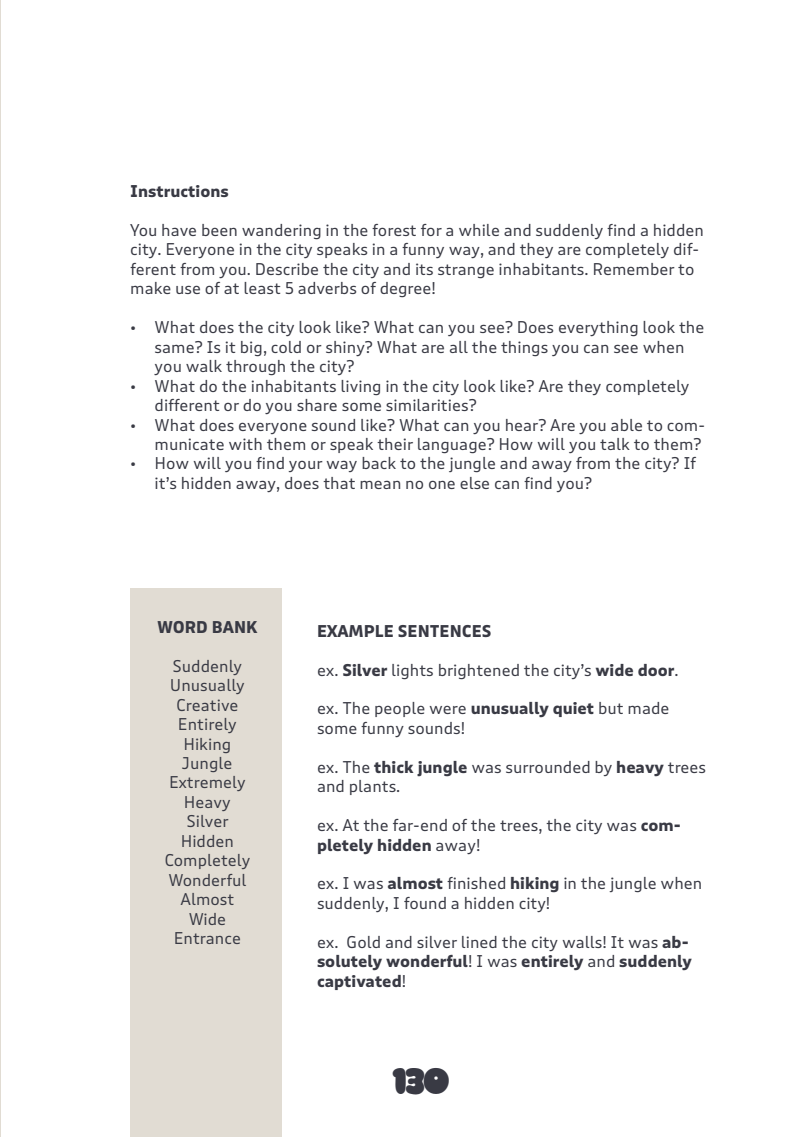 Instructions
You have been wandering in the forest for a while and suddenly find a hidden
city. Everyone in the city speaks in a funny way, and they are completely dif-
ferent from you. Describe the city and its strange inhabitants. Remember to
make use of at least 5 adverbs of degree!
• What does the city look like? What can you see? Does everything look the
same? Is it big, cold or shiny? What are all the things you can see when
you walk through the city?
• What do the inhabitants living in the city look like? Are they completely
different or do you share some similarities?
• What does everyone sound like? What can you hear? Are you able to com-
municate with them or speak their language? How will you talk to them?
• How will you find your way back to the jungle and away from the city? If
it's hidden away, does that mean no one else can find you?
WORD BANK
Suddenly
Unusually
Creative
Entirely
Hiking
Jungle
Extremely
Heavy
Silver
Hidden
Completely
Wonderful
Almost
Wide
Entrance
EXAMPLE SENTENCES
ex. Silver lights brightened the city's wide door.
ex. The people were unusually quiet but made
some funny sounds!
ex. The thick jungle was surrounded by heavy trees
and plants.
ex. At the far-end of the trees, the city was com-
pletely hidden away!
ex. I was almost finished hiking in the jungle when
suddenly, I found a hidden city!
ex.  Gold and silver lined the city walls! It was ab-
solutely wonderful! I was entirely and suddenly
captivated!
130